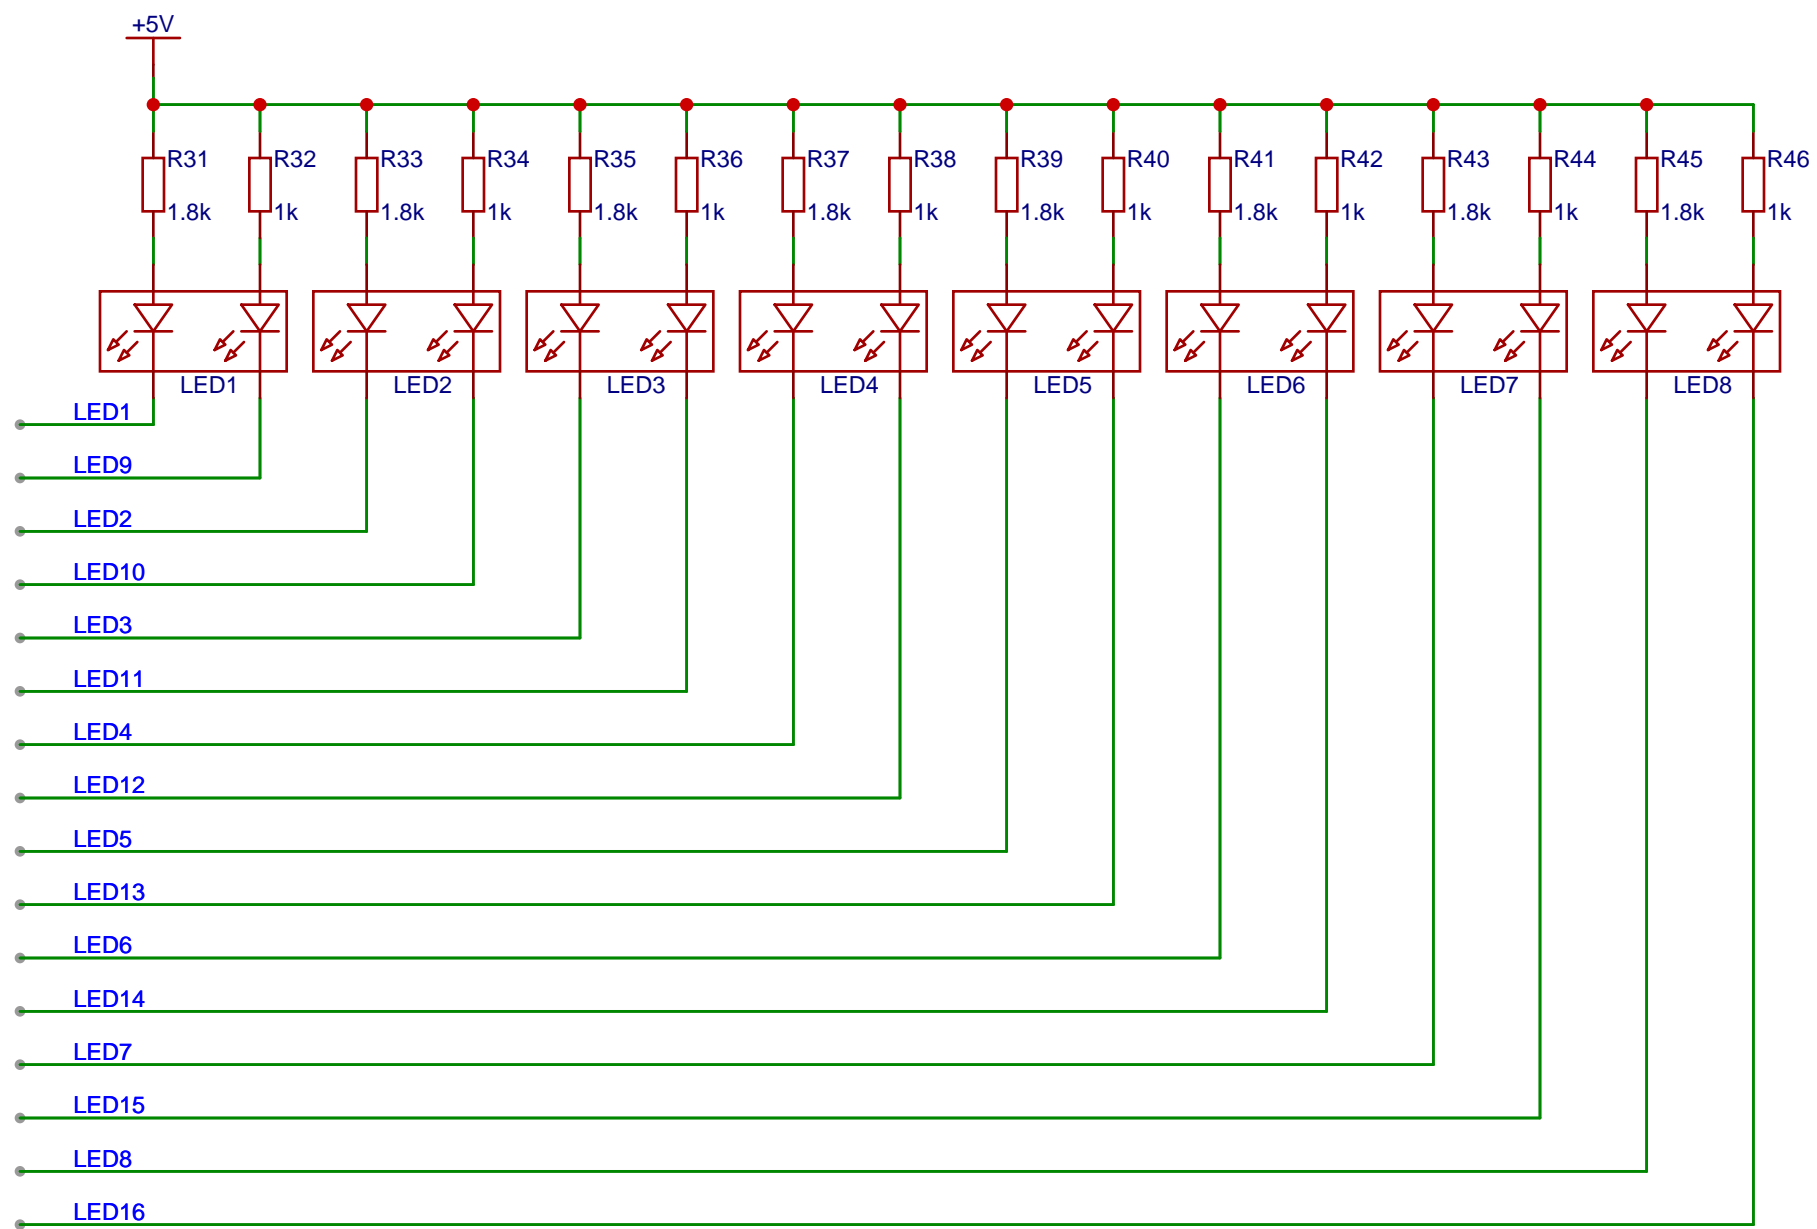 +5V
R31 R32 R33 R34 R35 R36 R37 R38 R39 R40 R41 R42 R43 R44 R45 R46
1.8k 1k 1.8k 1k 1.8k 1k 1.8k 1k 1.8k 1k 1.8k 1k 1.8k 1k 1.8k 1k
LED1 LED2 LED3 LED4 LED5 LED6 LED7 LED8
LED1
LED9
LED2
LED10
LED3
LED11
LED4
LED12
LED5
LED13
LED6
LED14
LED7
LED15
LED8
LED16